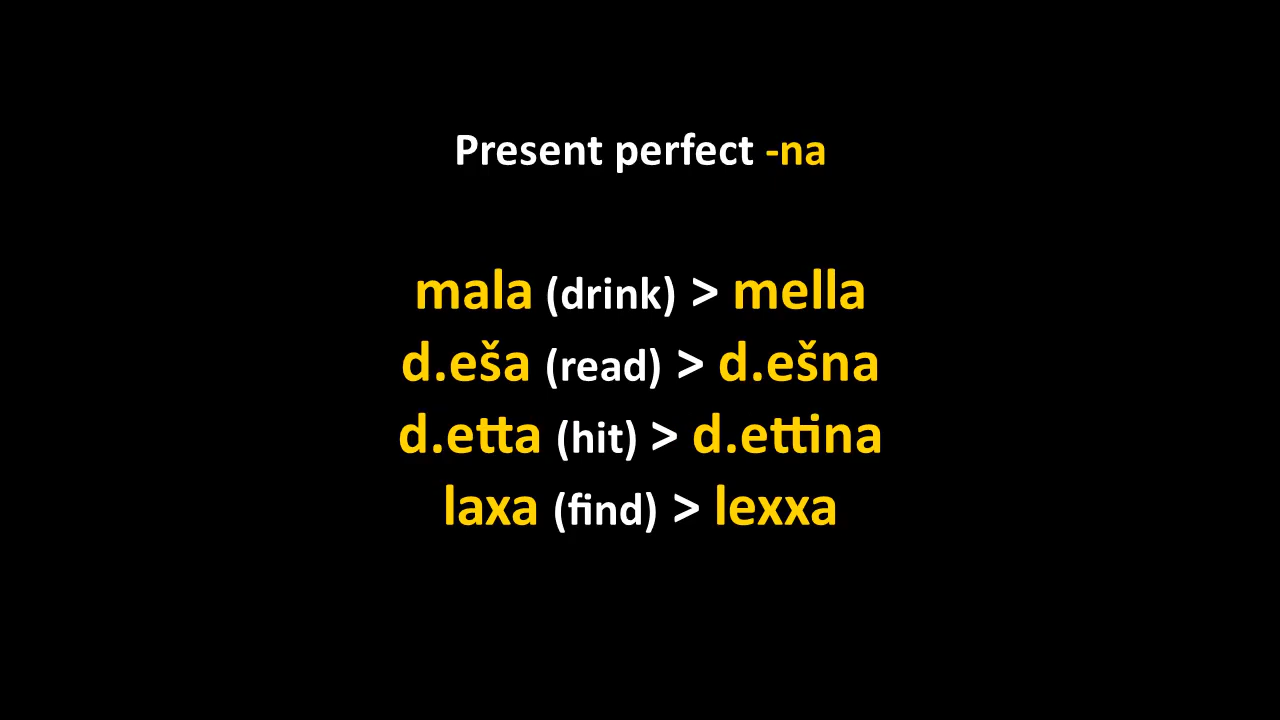 Present perfect -na
mala (drink) > mella
d.eša (read) > d.ešna
d.etta (hit) > d.ettina
laxa (find) > lexxa